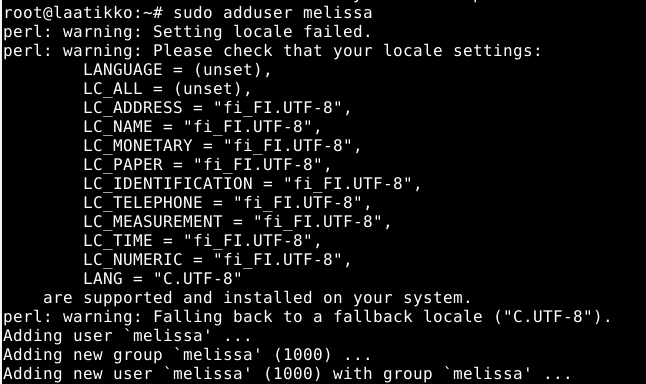 root@laatikko:~# sudo adduser melissa
perl: warning: Setting locale failed.
perl: warning: Please check that your locale settings:
        LANGUAGE = (unset),
        LC_ALL = (unset),
        LC_ADDRESS = "fi_FI.UTF-8",
        LC_NAME = "fi_FI.UTF-8",
        LC_MONETARY = "fi_FI.UTF-8",
        LC_PAPER = "fi_FI.UTF-8",
        LC_IDENTIFICATION = "fi_FI.UTF-8",
        LC_TELEPHONE = "fi_FI.UTF-8",
        LC_MEASUREMENT = "fi_FI.UTF-8",
        LC_TIME = "fi_FI.UTF-8",
        LC_NUMERIC = "fi_FI.UTF-8",
        LANG = "C.UTF-8"
    are supported and installed on your system.
perl: warning: Falling back to a fallback locale ("C.UTF-8").
Adding user `melissa' ...
Adding new group `melissa' (1000) ...
Adding new user `melissa' (1000) with group `melissa' ...